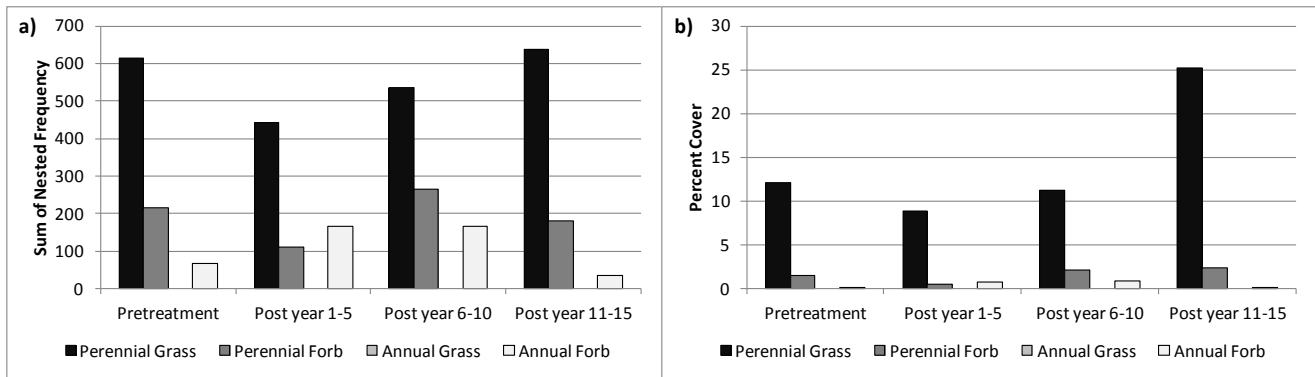 a)
Sum of Nested Frequency
700
600
500
400
300
200
100
0
Pretreatment Post year 1-5 Post year 6-10 Post year 11-15
Perennial Grass Perennial Forb Annual Grass Annual Forb
b)
Percent Cover
30
25
20
15
10
5
0
Pretreatment Post year 1-5 Post year 6-10 Post year 11-15
Perennial Grass Perennial Forb Annual Grass Annual Forb